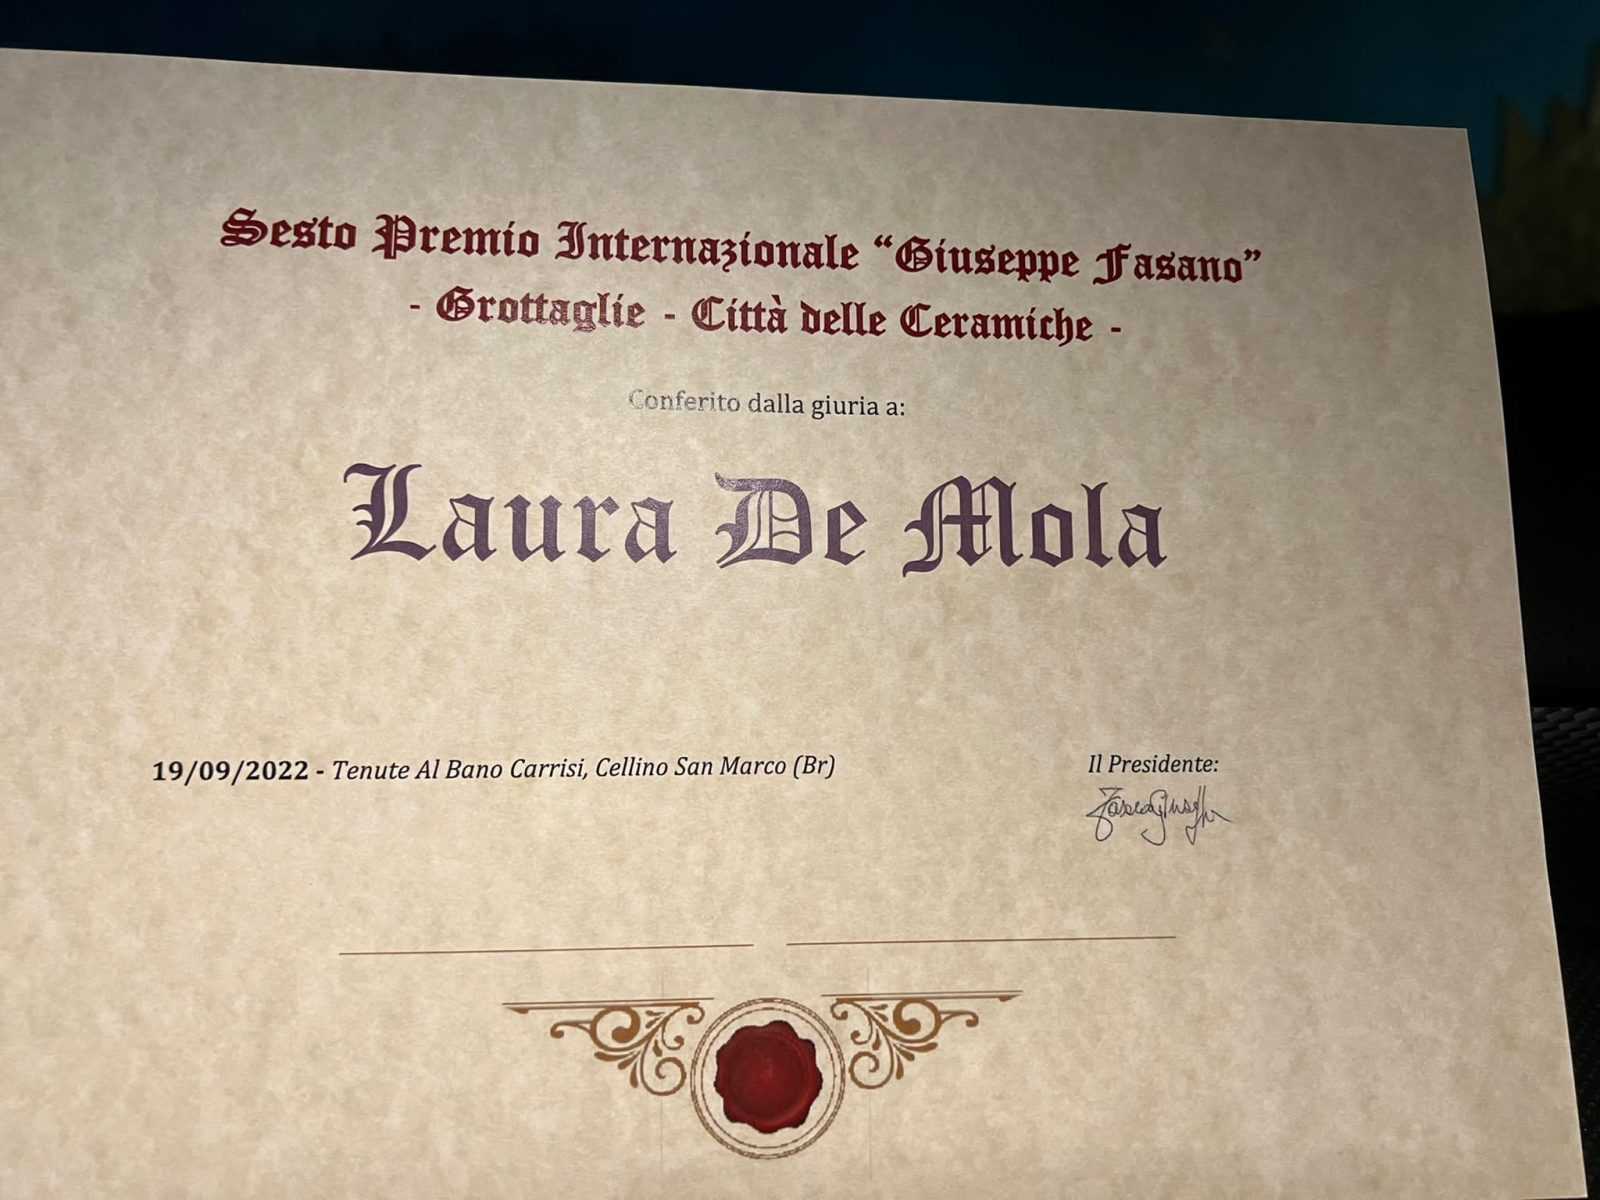 Sesto Premio Internazionale “Giuseppe Fasano”
- Grottaglie - Città delle Ceramiche -
Conferito dalla giuria a:
Laura De Mola
19/09/2022 - Tenute Al Bano Carrisi, Cellino San Marco (Br)
Il Presidente: